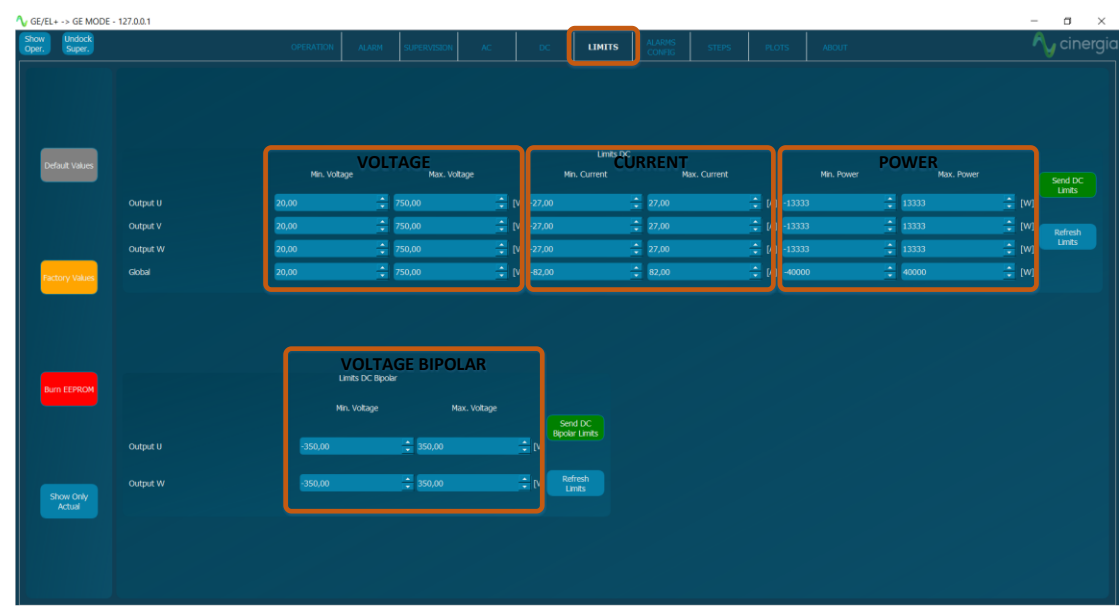 GE/EL+ -> GE MODE - 127.0.0.1
Show Oper.
Undock Super.
OPERATION ALARM SUPERVISION AC DC LIMITS ALARMS CONFIG STEPS PLOTS ABOUT
cinergia
Default Values
Factory Values
Burn EEPROM
Show Only Actual
Limits DC
VOLTAGE CURRENT POWER
Min. Voltage Max. Voltage Min. Current Max. Current Min. Power Max. Power
Output U 20,00 750,00 [V -27,00 27,00 [A] -13333 13333 [W]
Output V 20,00 750,00 [V -27,00 27,00 [A] -13333 13333 [W]
Output W 20,00 750,00 [V -27,00 27,00 [A] -13333 13333 [W]
Global 20,00 750,00 [V -82,00 82,00 [A] -40000 40000 [W]
Send DC Limits
Refresh Limits
VOLTAGE BIPOLAR
Limits DC Bipolar
Min. Voltage Max. Voltage
Output U -350,00 350,00 [V
Output W -350,00 350,00 [V
Send DC Bipolar Limits
Refresh Limits